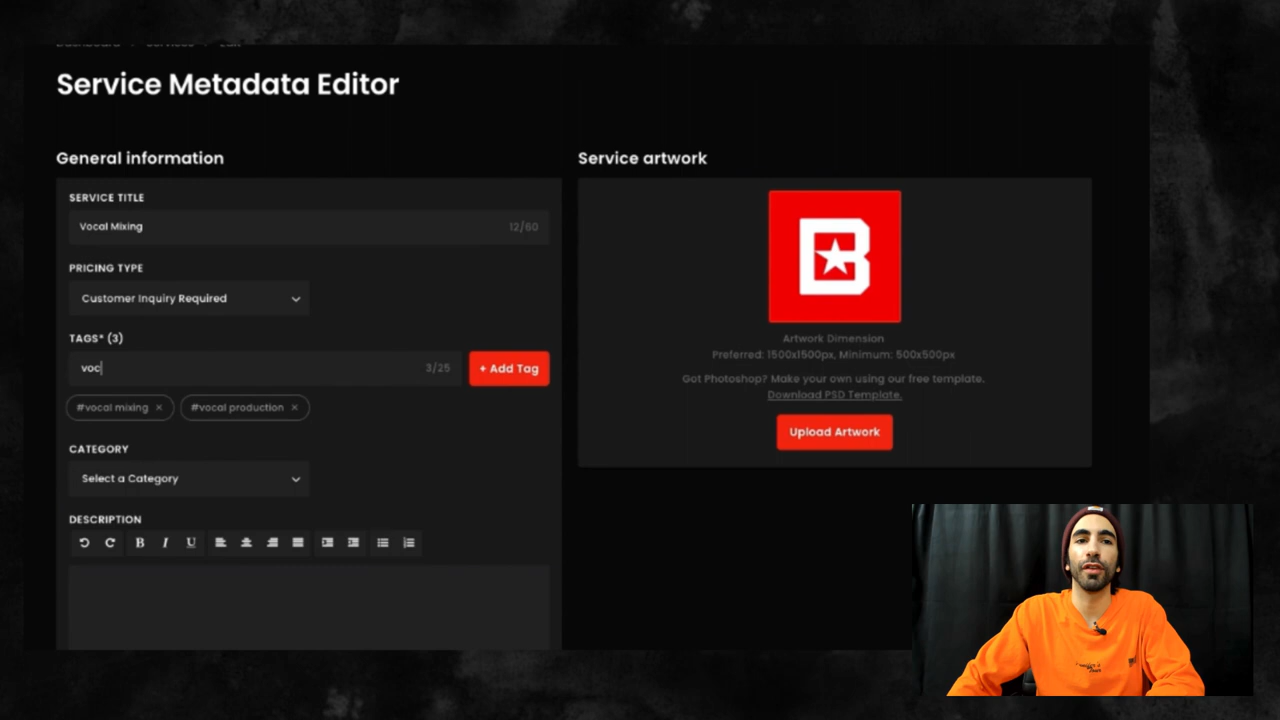 Service Metadata Editor
General information
SERVICE TITLE
Vocal Mixing
12/60
PRICING TYPE
Customer Inquiry Required
TAGS* (3)
voc
3/25
+ Add Tag
#vocal mixing ×
#vocal production ×
CATEGORY
Select a Category
DESCRIPTION
B I U
Service artwork
B
Artwork Dimension
Preferred: 1500x1500px, Minimum: 500x500px
Got Photoshop? Make your own using our free template.
Download PSD Template.
Upload Artwork